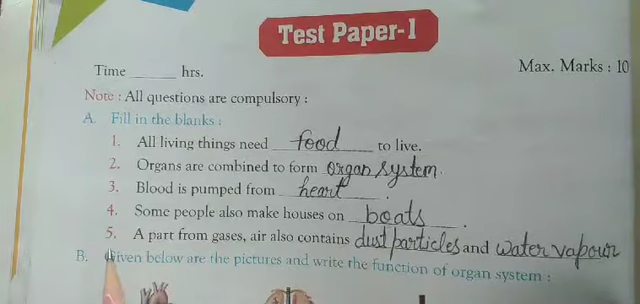 Test Paper-1
Time ______ hrs. Max. Marks : 10
Note : All questions are compulsory :
A. Fill in the blanks :
1. All living things need food to live.
2. Organs are combined to form organ system.
3. Blood is pumped from heart.
4. Some people also make houses on boats.
5. A part from gases, air also contains dust particles and water vapour
B. Given below are the pictures and write the function of organ system :